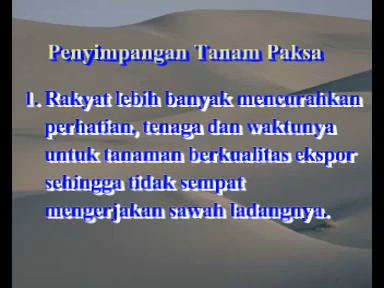 Penyimpangan Tanam Paksa
1. Rakyat lebih banyak mencurahkan
perhatian, tenaga dan waktunya
untuk tanaman berkualitas ekspor
sehingga tidak sempat
mengerjakan sawah ladangnya.